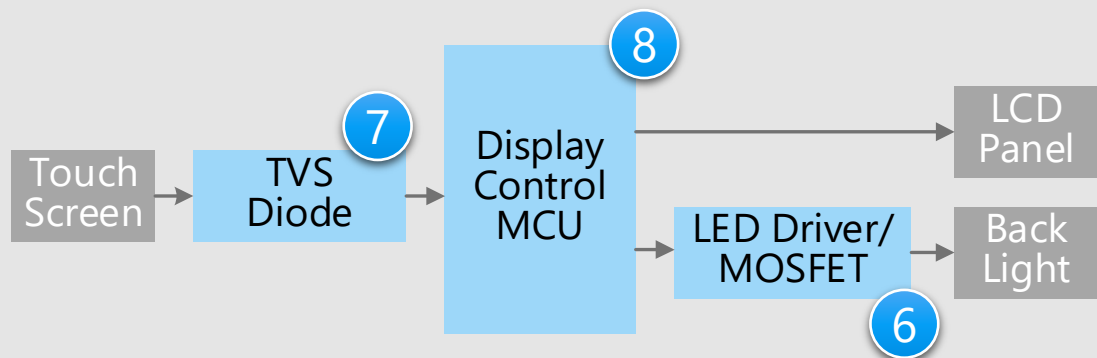 Touch
Screen
7
TVS
Diode
8
Display
Control
MCU
LCD
Panel
LED Driver/
MOSFET
6
Back
Light